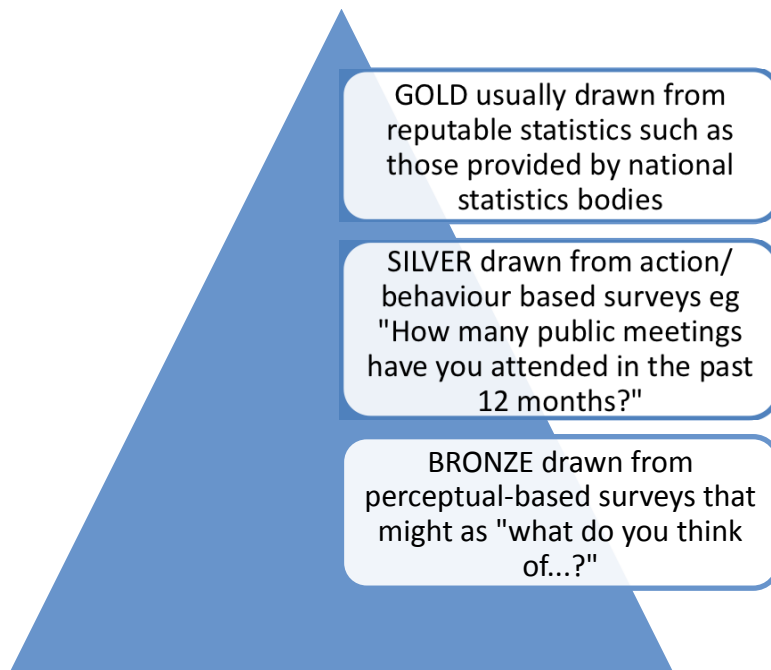 GOLD usually drawn from
reputable statistics such as
those provided by national
statistics bodies
SILVER drawn from action/
behaviour based surveys eg
"How many public meetings
have you attended in the past
12 months?"
BRONZE drawn from
perceptual-based surveys that
might as "what do you think
of...?"